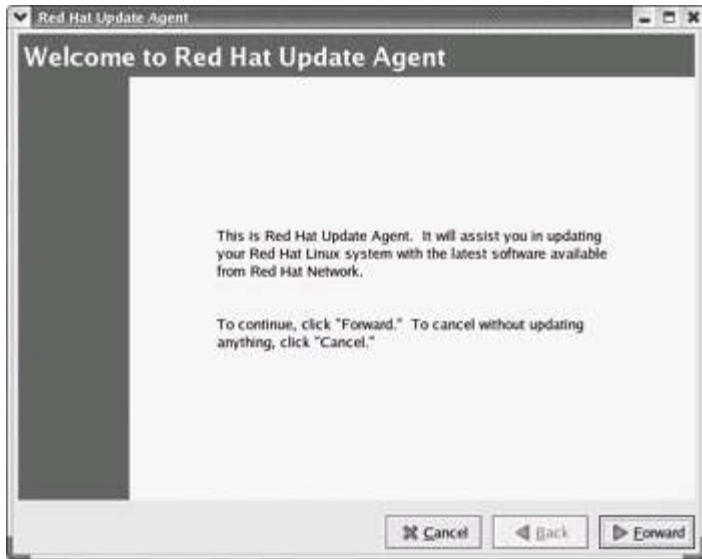 Red Hat Update Agent
Welcome to Red Hat Update Agent
This is Red Hat Update Agent. It will assist you in updating
your Red Hat Linux system with the latest software available
from Red Hat Network.
To continue, click "Forward." To cancel without updating
anything, click "Cancel."
Cancel
Back
Forward